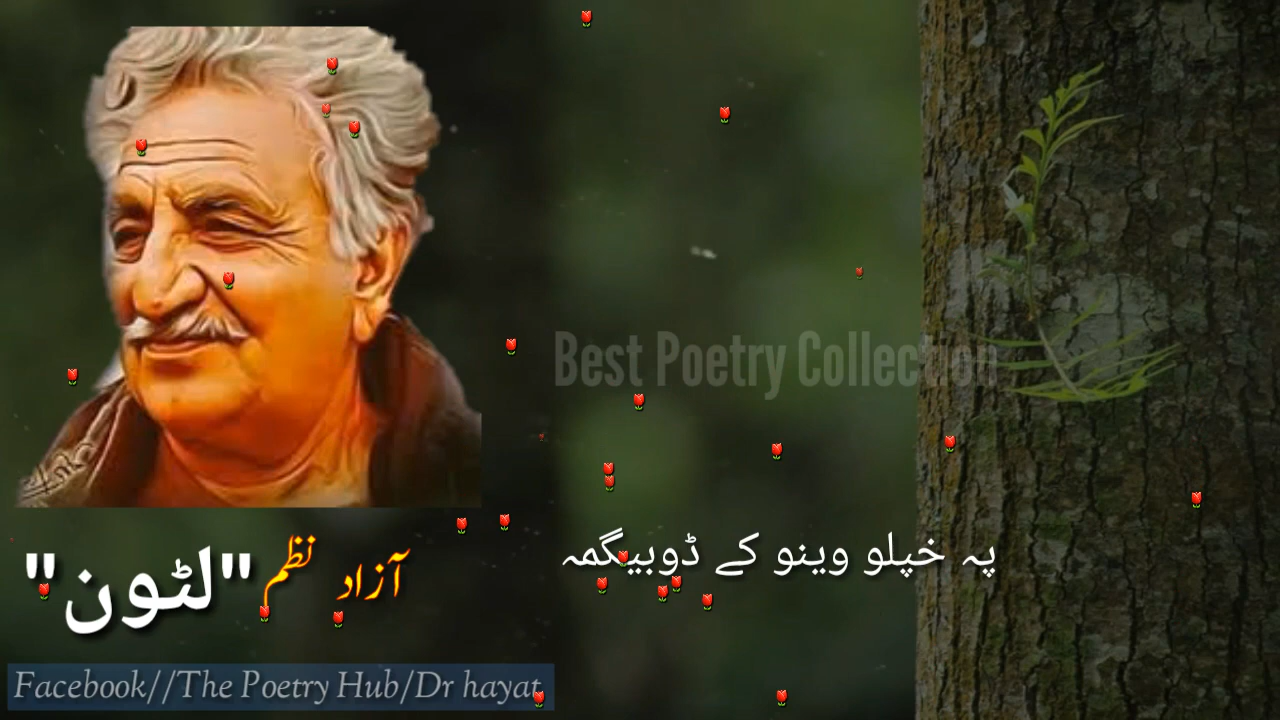 Best Poetry Collection
پہ خپلو وینو کے ڈوبیگمہ
آزاد نظم "لٹون"
Facebook//The Poetry Hub/Dr hayat